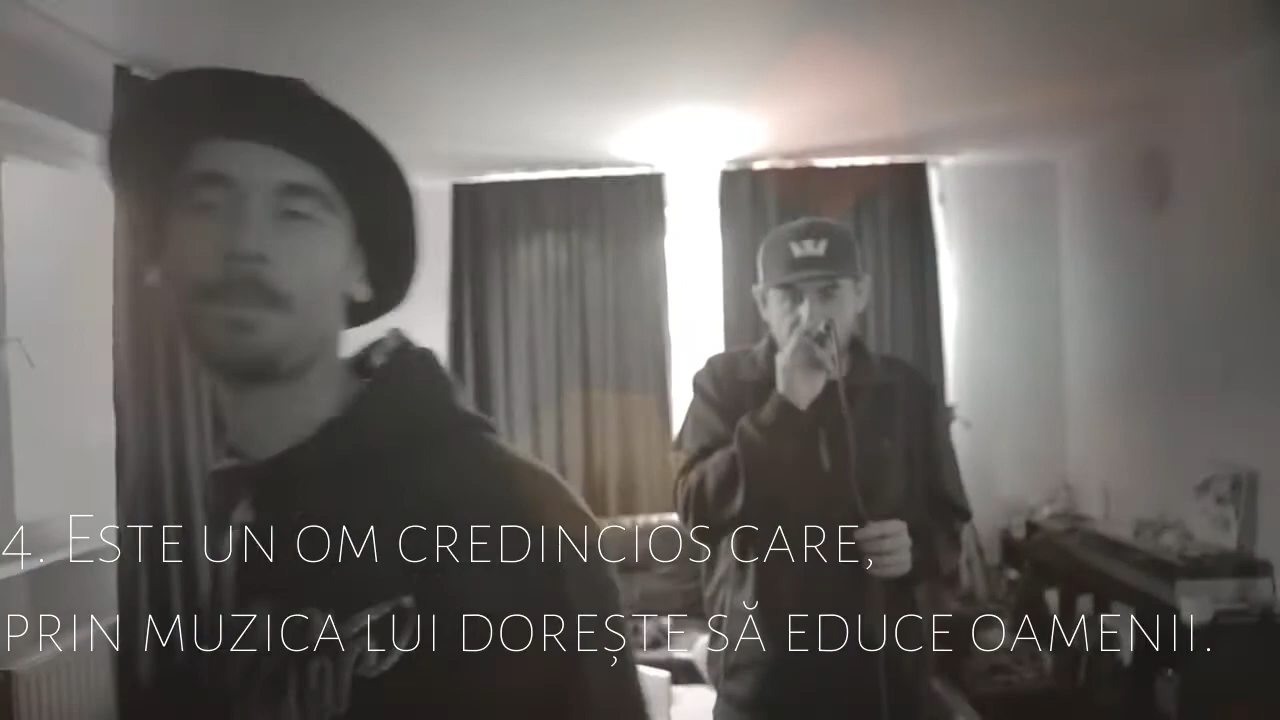 4. Este un om credincios care,
prin muzica lui dorește să educe oamenii.